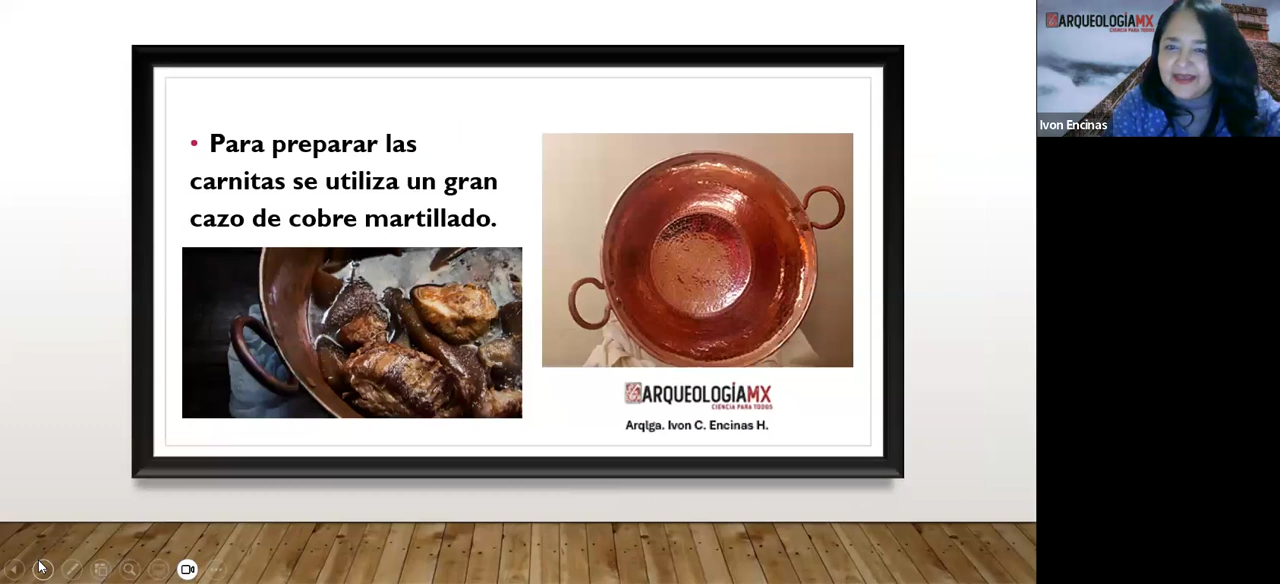 • Para preparar las
carnitas se utiliza un gran
cazo de cobre martillado.
ARQUEOLOGÍAMX
CIENCIA PARA TODOS
Arqlga. Ivon C. Encinas H.
ARQUEOLOGÍAMX
CIENCIA PARA TODOS
Ivon Encinas